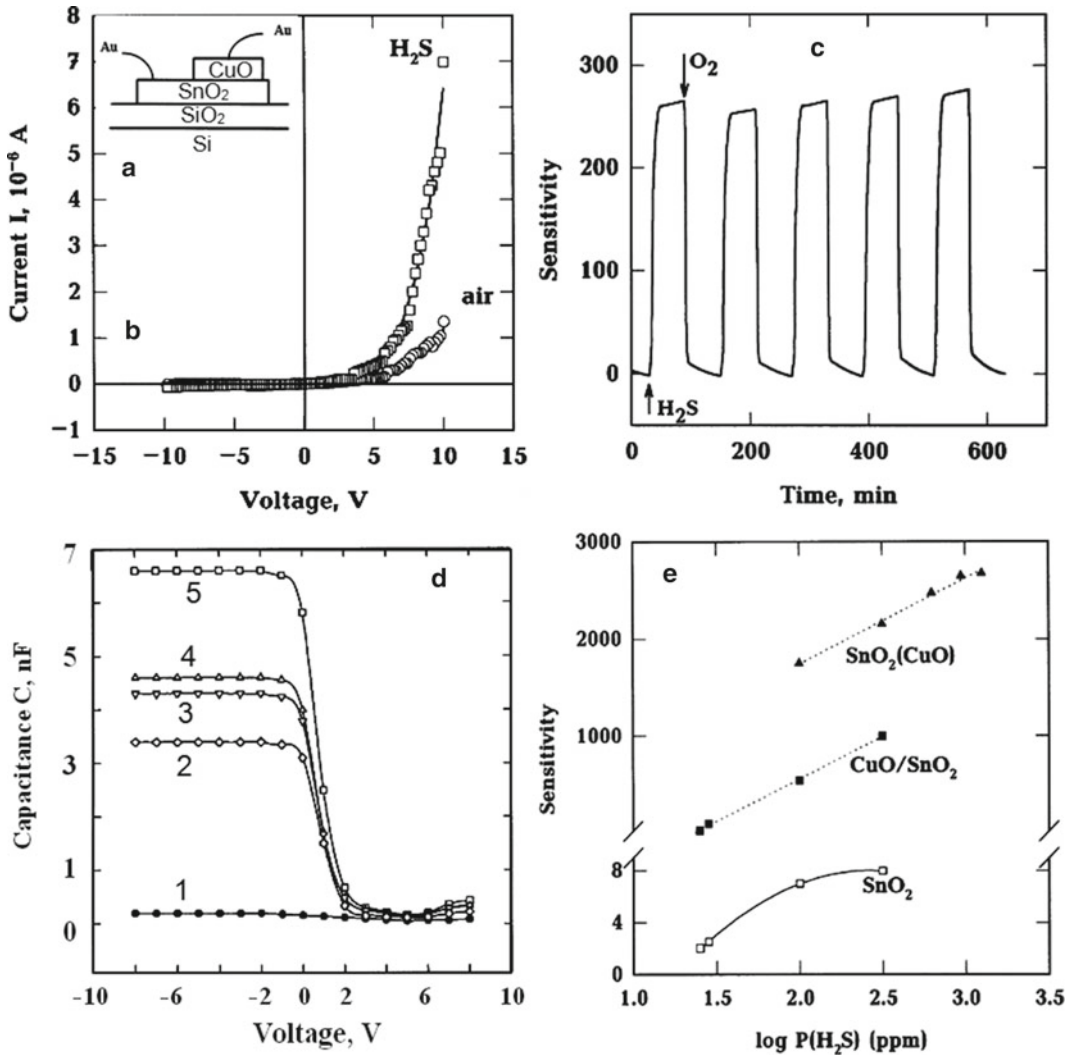 Au
Au
CuO
SnO₂
SiO₂
Si
a
b
H₂S
air
7
6
5
4
3
2
1
0
−1
Current I, 10⁻⁶ A
−15 −10 −5 0 5 10 15
Voltage, V
c
O₂
H₂S
300
200
100
0
Sensitivity
0 200 400 600
Time, min
d
7
5
3
1
0
Capacitance C, nF
5
4
3
2
1
-10 -8 -6 -4 -2 0 2 4 6 8 10
Voltage, V
e
3000
2000
1000
8
4
0
Sensitivity
SnO₂(CuO)
CuO/SnO₂
SnO₂
1.0 1.5 2.0 2.5 3.0 3.5
log P(H₂S) (ppm)